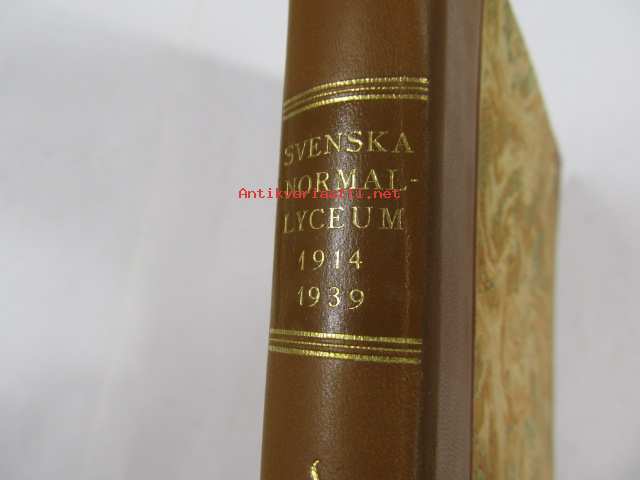 SVENSKA
NORMAL-
Antikvariaatti.net
LYCEUM
1914
1939